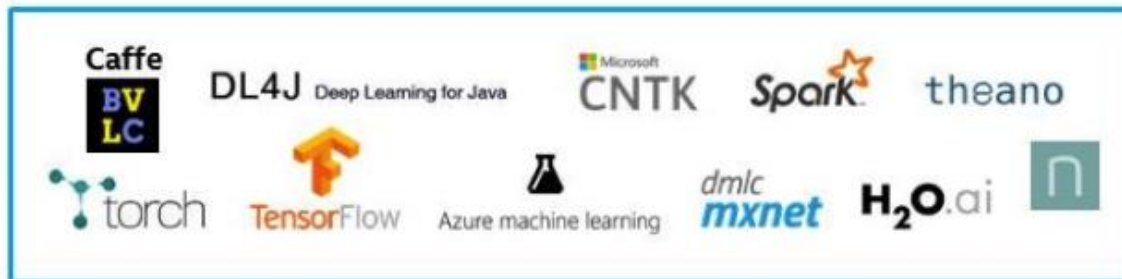 Caffe
BV
LC
DL4J Deep Learning for Java
Microsoft
CNTK
Spark
theano
torch
TensorFlow
Azure machine learning
dmlc
mxnet
H₂O.ai
n